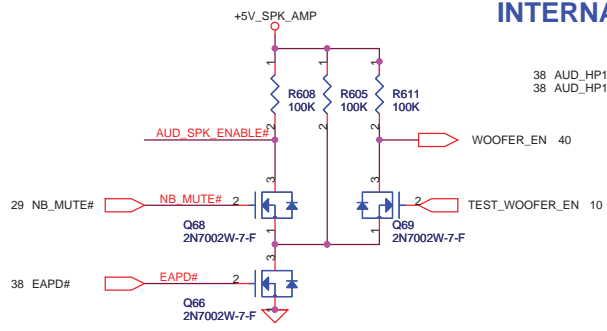 INTERNA
+5V_SPK_AMP
38 AUD_HP1
38 AUD_HP1
1 1 1
R608 R605 R611
100K 100K 100K
2 2 2
AUD_SPK_ENABLE#
WOOFER_EN 40
3 3
29 NB_MUTE# NB_MUTE# 2 2 TEST_WOOFER_EN 10
1 1
Q68 Q69
2N7002W-7-F 2N7002W-7-F
3
38 EAPD# EAPD# 2
1
Q66
2N7002W-7-F